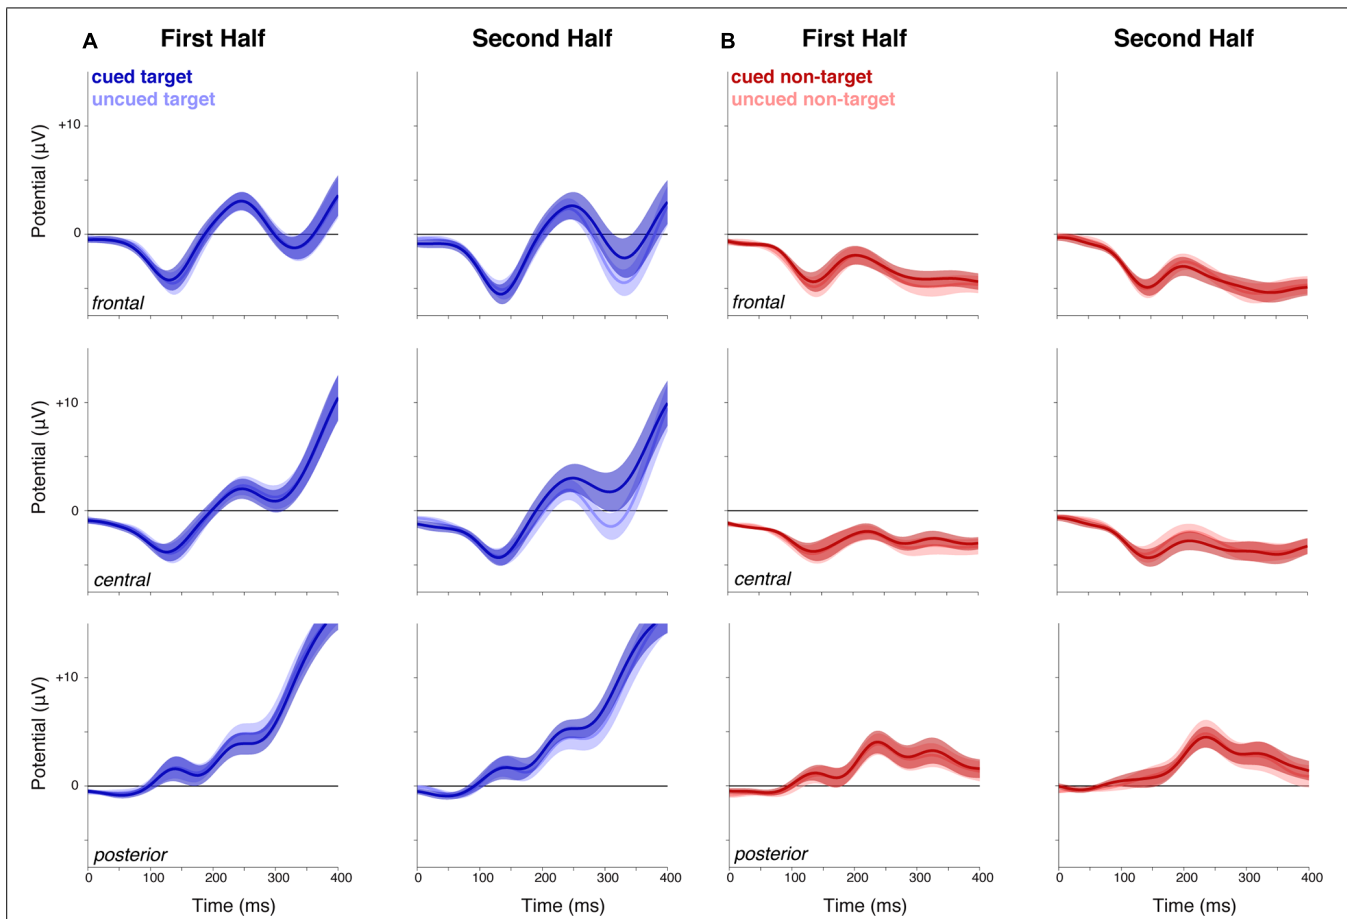 A First Half Second Half B First Half Second Half
cued target
uncued target
cued non-target
uncued non-target
Potential (µV)
+10
0
frontal
frontal
Potential (µV)
+10
0
central
central
Potential (µV)
+10
0
posterior
posterior
0 100 200 300 400 0 100 200 300 400 0 100 200 300 400 0 100 200 300 400
Time (ms) Time (ms) Time (ms) Time (ms)